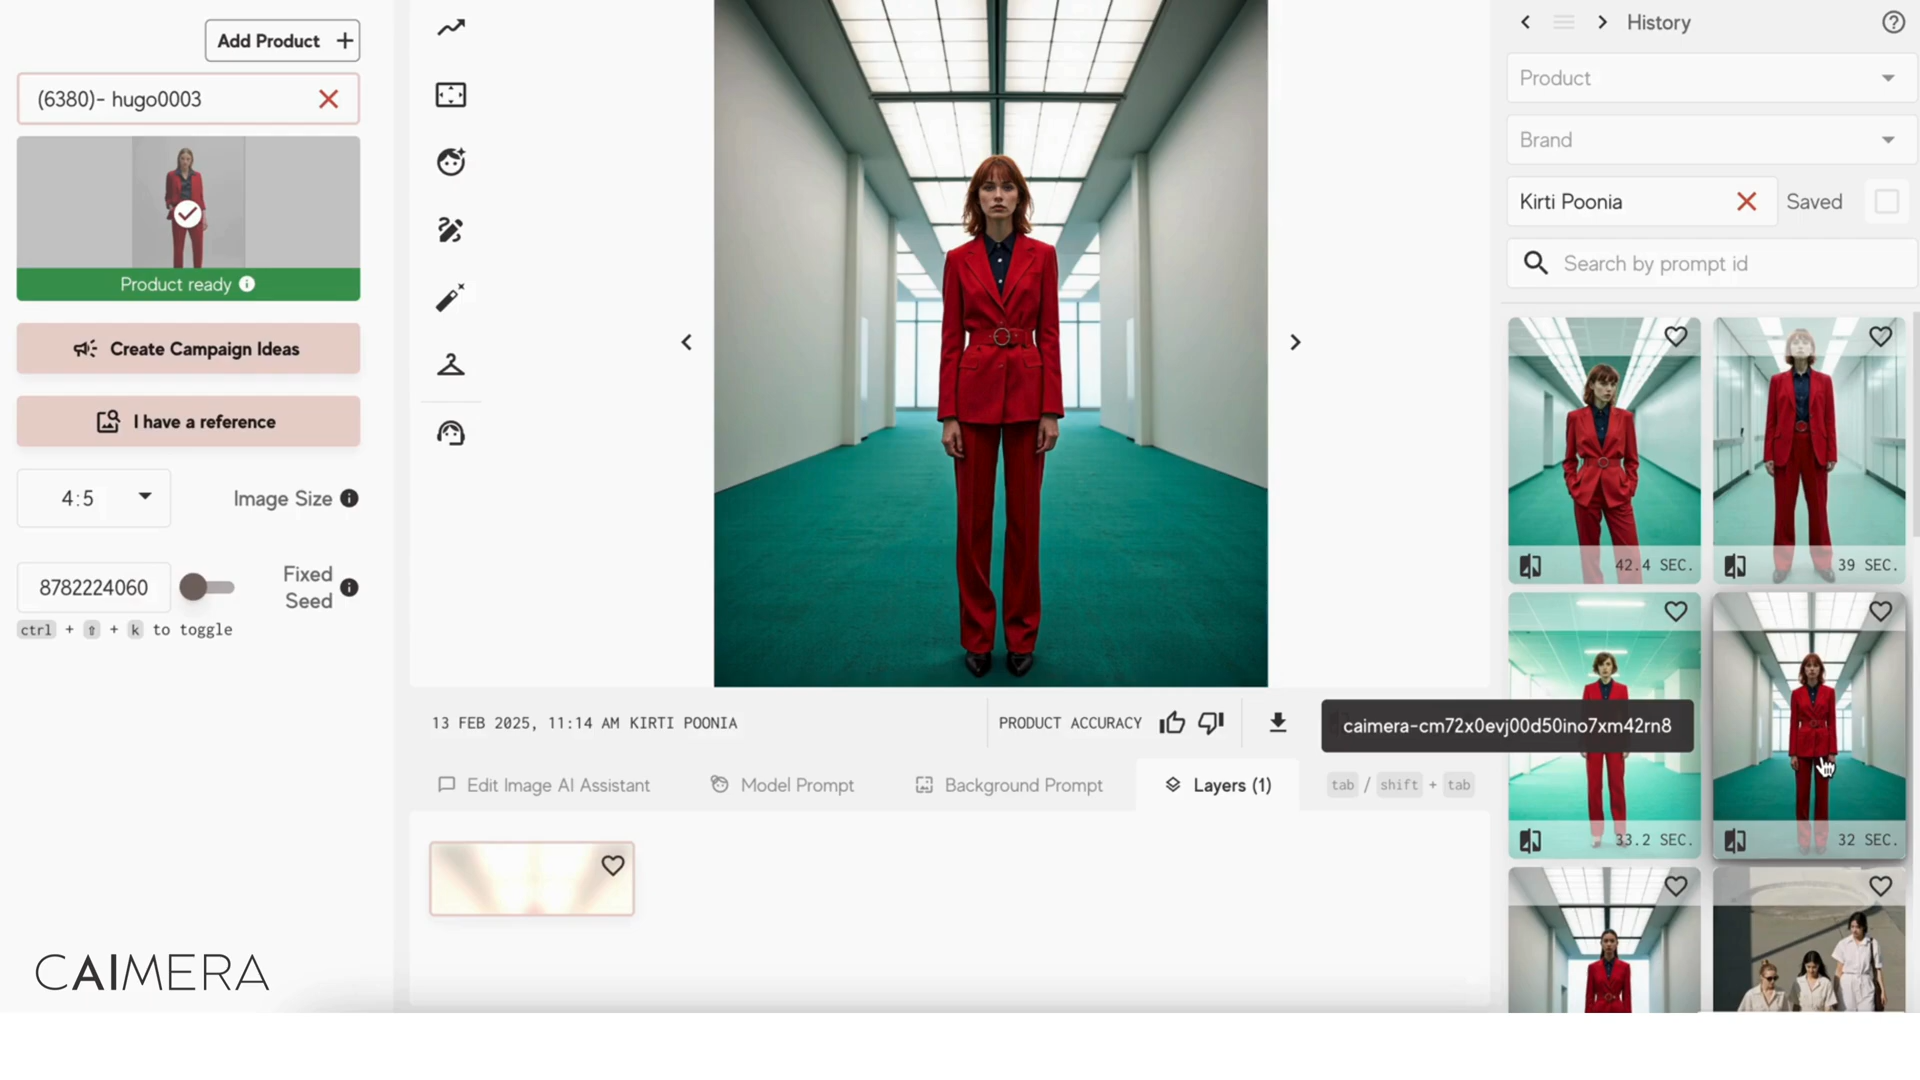 Add Product +
(6380)- hugo0003
Product ready
Create Campaign Ideas
I have a reference
4:5
Image Size
8782224060
Fixed
Seed
ctrl + ⇧ + k to toggle
CAIMERA
13 FEB 2025, 11:14 AM KIRTI POONIA
PRODUCT ACCURACY
Edit Image AI Assistant
Model Prompt
Background Prompt
Layers (1)
tab / shift + tab
History
Product
Brand
Kirti Poonia
Saved
Search by prompt id
42.4 SEC.
39 SEC.
caimera-cm72x0evj00d50ino7xm42rn8
33.2 SEC.
32 SEC.